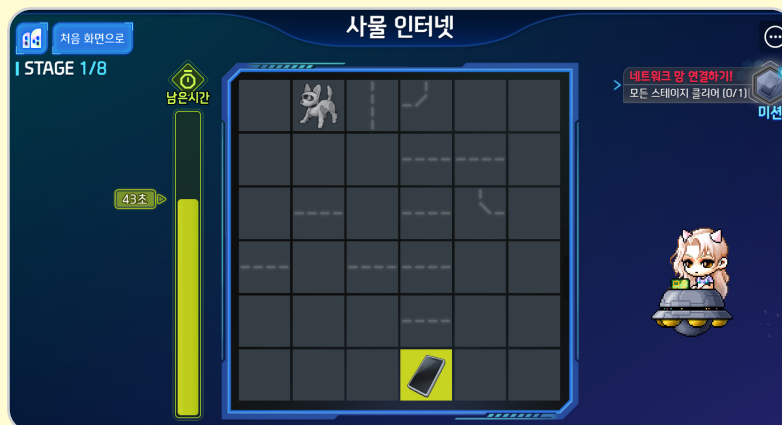 사물 인터넷
처음 화면으로
STAGE 1/8
남은시간
43초
네트워크 망 연결하기!
모든 스테이지 클리어 (0/1)
미션